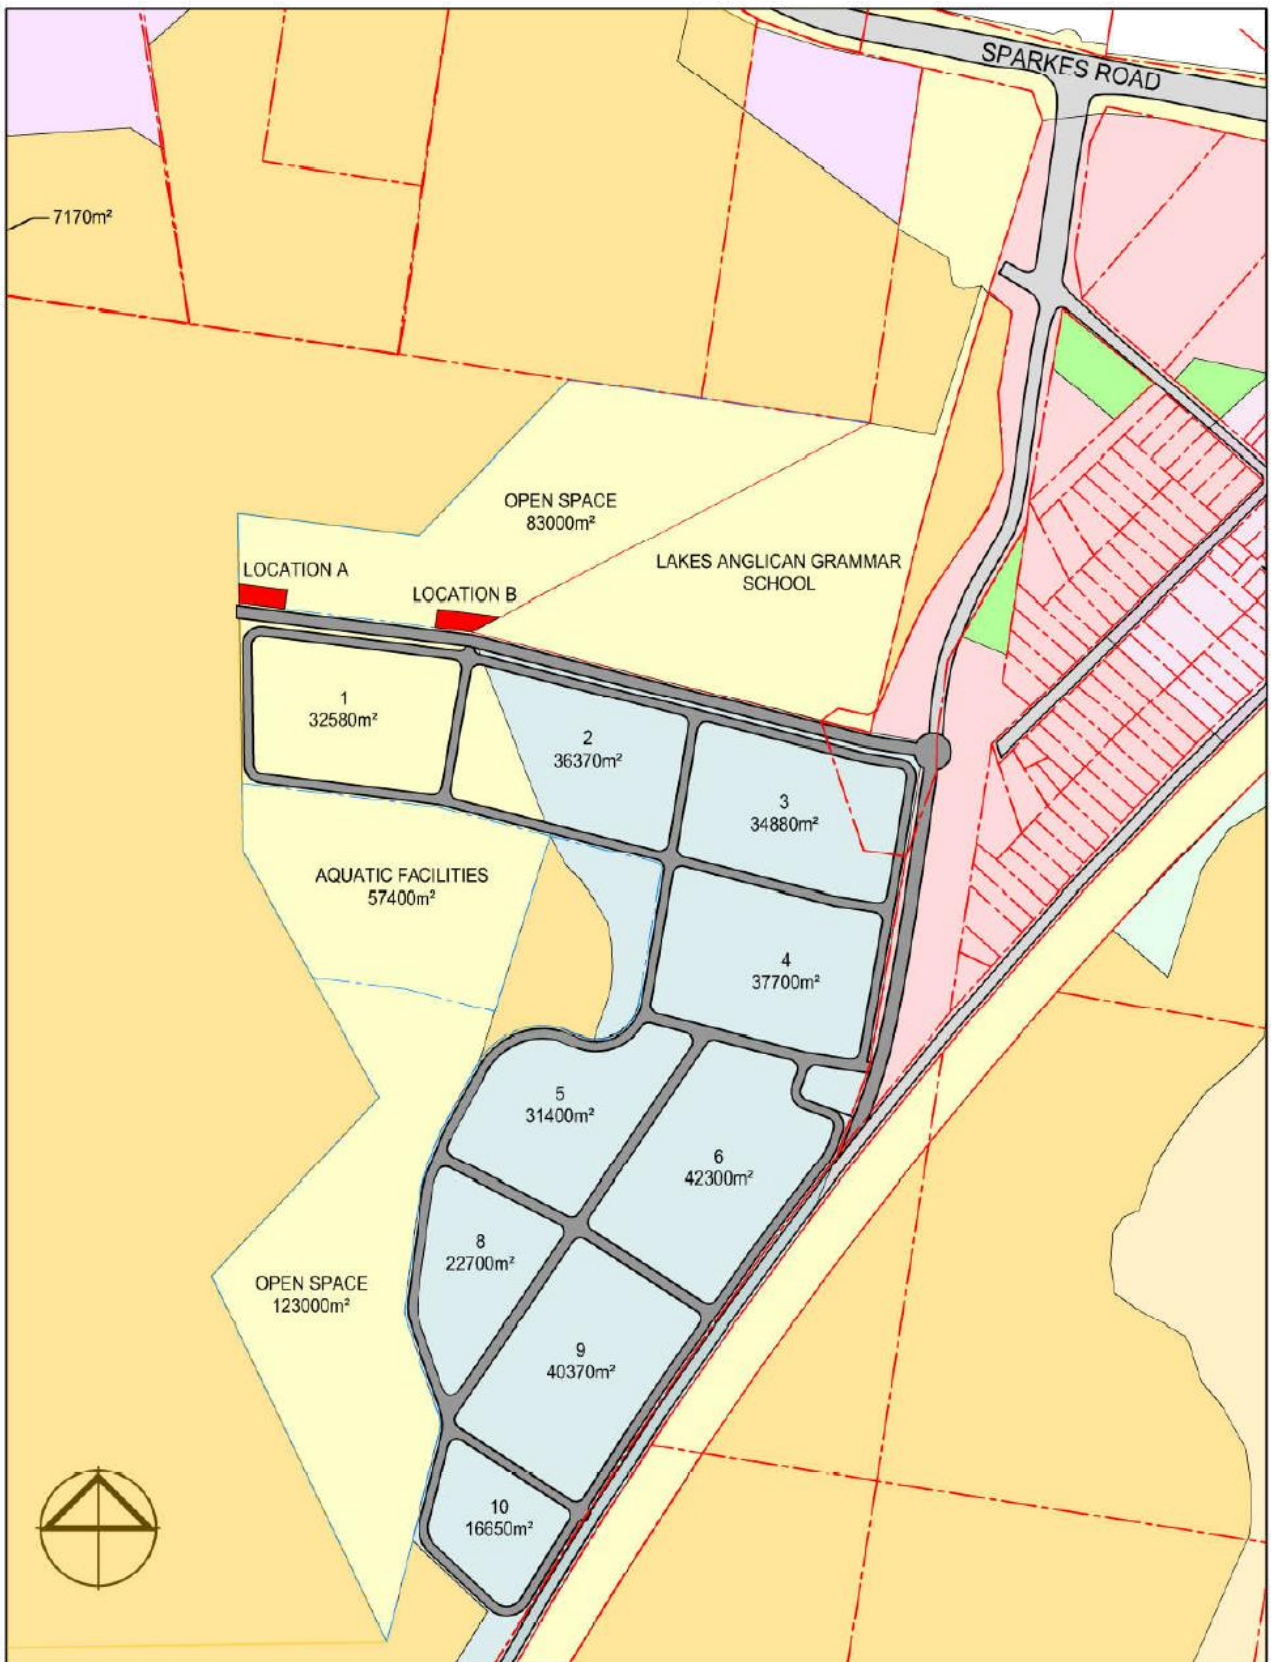 SPARKES ROAD
7170m²
OPEN SPACE
83000m²
LAKES ANGLICAN GRAMMAR
SCHOOL
LOCATION A
LOCATION B
1
32580m²
2
36370m²
3
34880m²
AQUATIC FACILITIES
57400m²
4
37700m²
5
31400m²
6
42300m²
8
22700m²
OPEN SPACE
123000m²
9
40370m²
10
16650m²